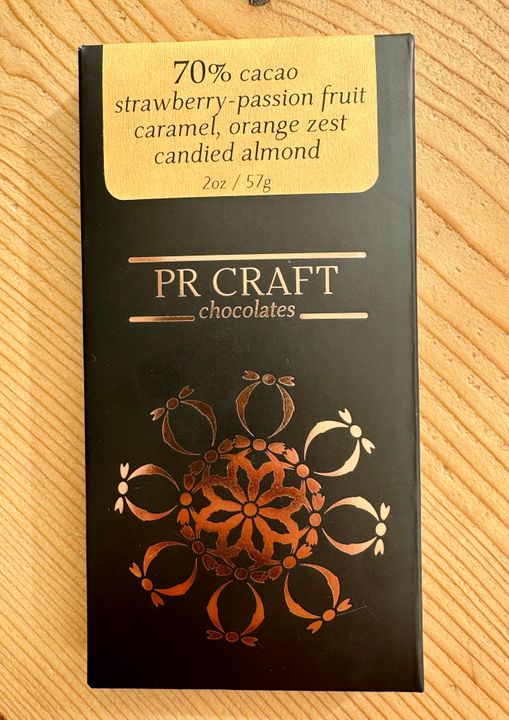 70% cacao
strawberry-passion fruit
caramel, orange zest
candied almond
2oz / 57g
PR CRAFT
chocolates